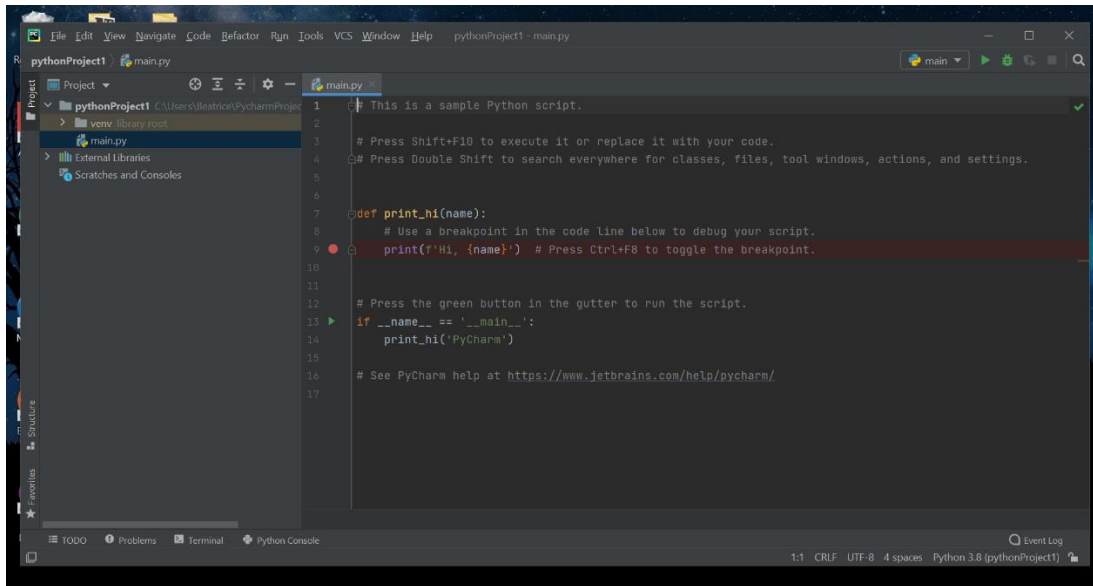 PC File Edit View Navigate Code Refactor Run Tools VCS Window Help pythonProject1 - main.py
pythonProject1 main.py main
Project Project main.py
pythonProject1 C:\Users\Beatrice\PycharmProjec
venv library root
main.py
External Libraries
Scratches and Consoles
1 # This is a sample Python script.
2
3 # Press Shift+F10 to execute it or replace it with your code.
4 # Press Double Shift to search everywhere for classes, files, tool windows, actions, and settings.
5
6
7 def print_hi(name):
8 # Use a breakpoint in the code line below to debug your script.
9 print(f'Hi, {name}') # Press Ctrl+F8 to toggle the breakpoint.
10
11
12 # Press the green button in the gutter to run the script.
13 if __name__ == '__main__':
14 print_hi('PyCharm')
15
16 # See PyCharm help at https://www.jetbrains.com/help/pycharm/
17
Structure
Favorites
TODO Problems Terminal Python Console Event Log
1:1 CRLF UTF-8 4 spaces Python 3.8 (pythonProject1)